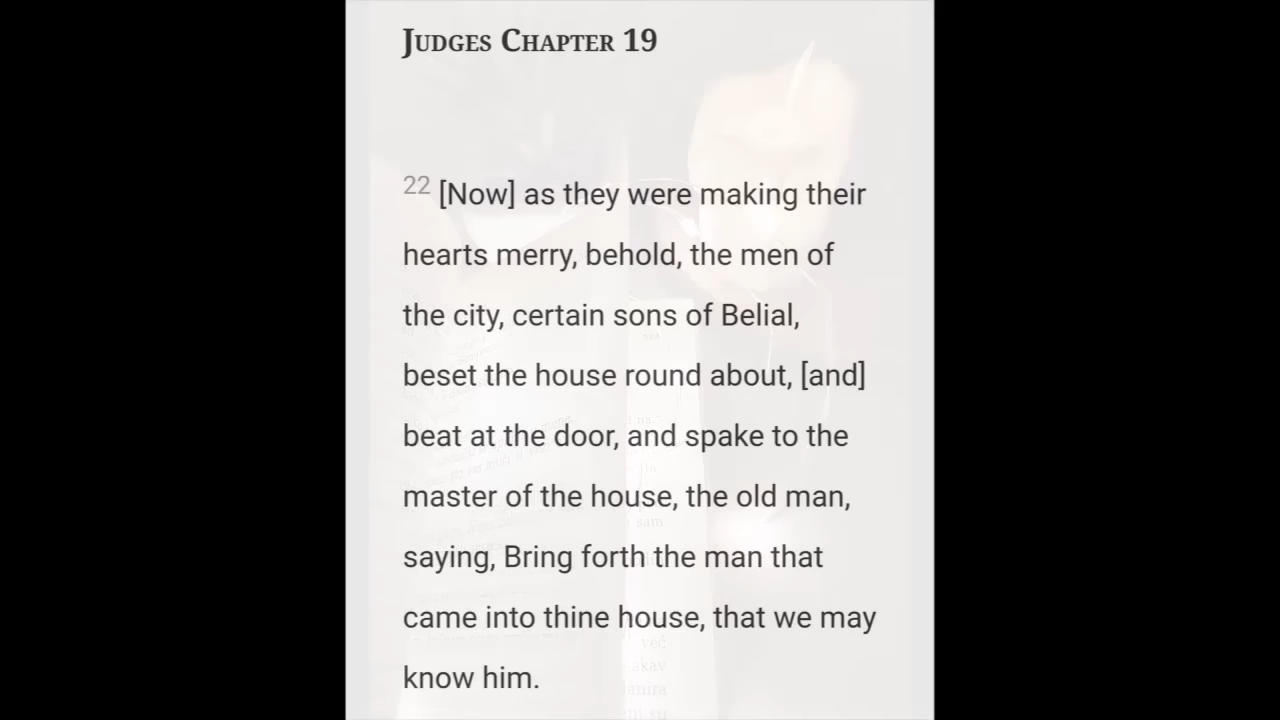 Judges Chapter 19
22 [Now] as they were making their
hearts merry, behold, the men of
the city, certain sons of Belial,
beset the house round about, [and]
beat at the door, and spake to the
master of the house, the old man,
saying, Bring forth the man that
came into thine house, that we may
know him.
sam
već
akav